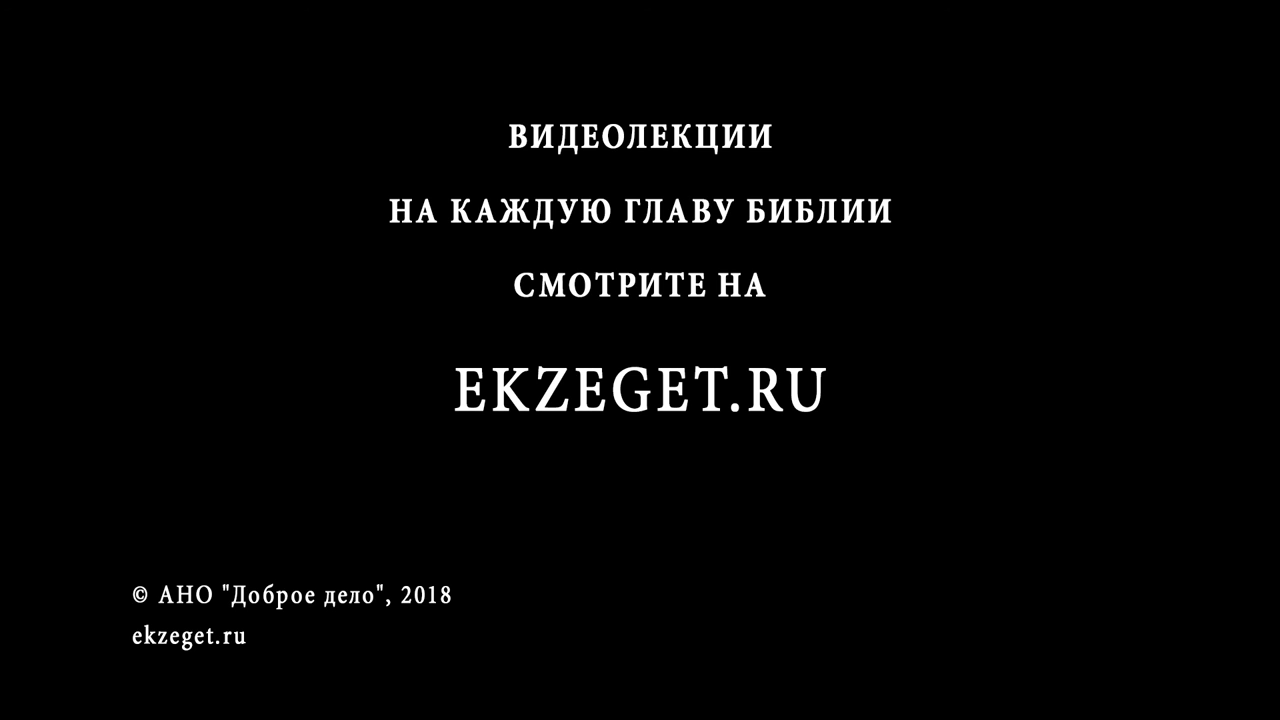 ВИДЕОЛЕКЦИИ
НА КАЖДУЮ ГЛАВУ БИБЛИИ
СМОТРИТЕ НА
EKZEGET.RU
© АНО "Доброе дело", 2018
ekzeget.ru